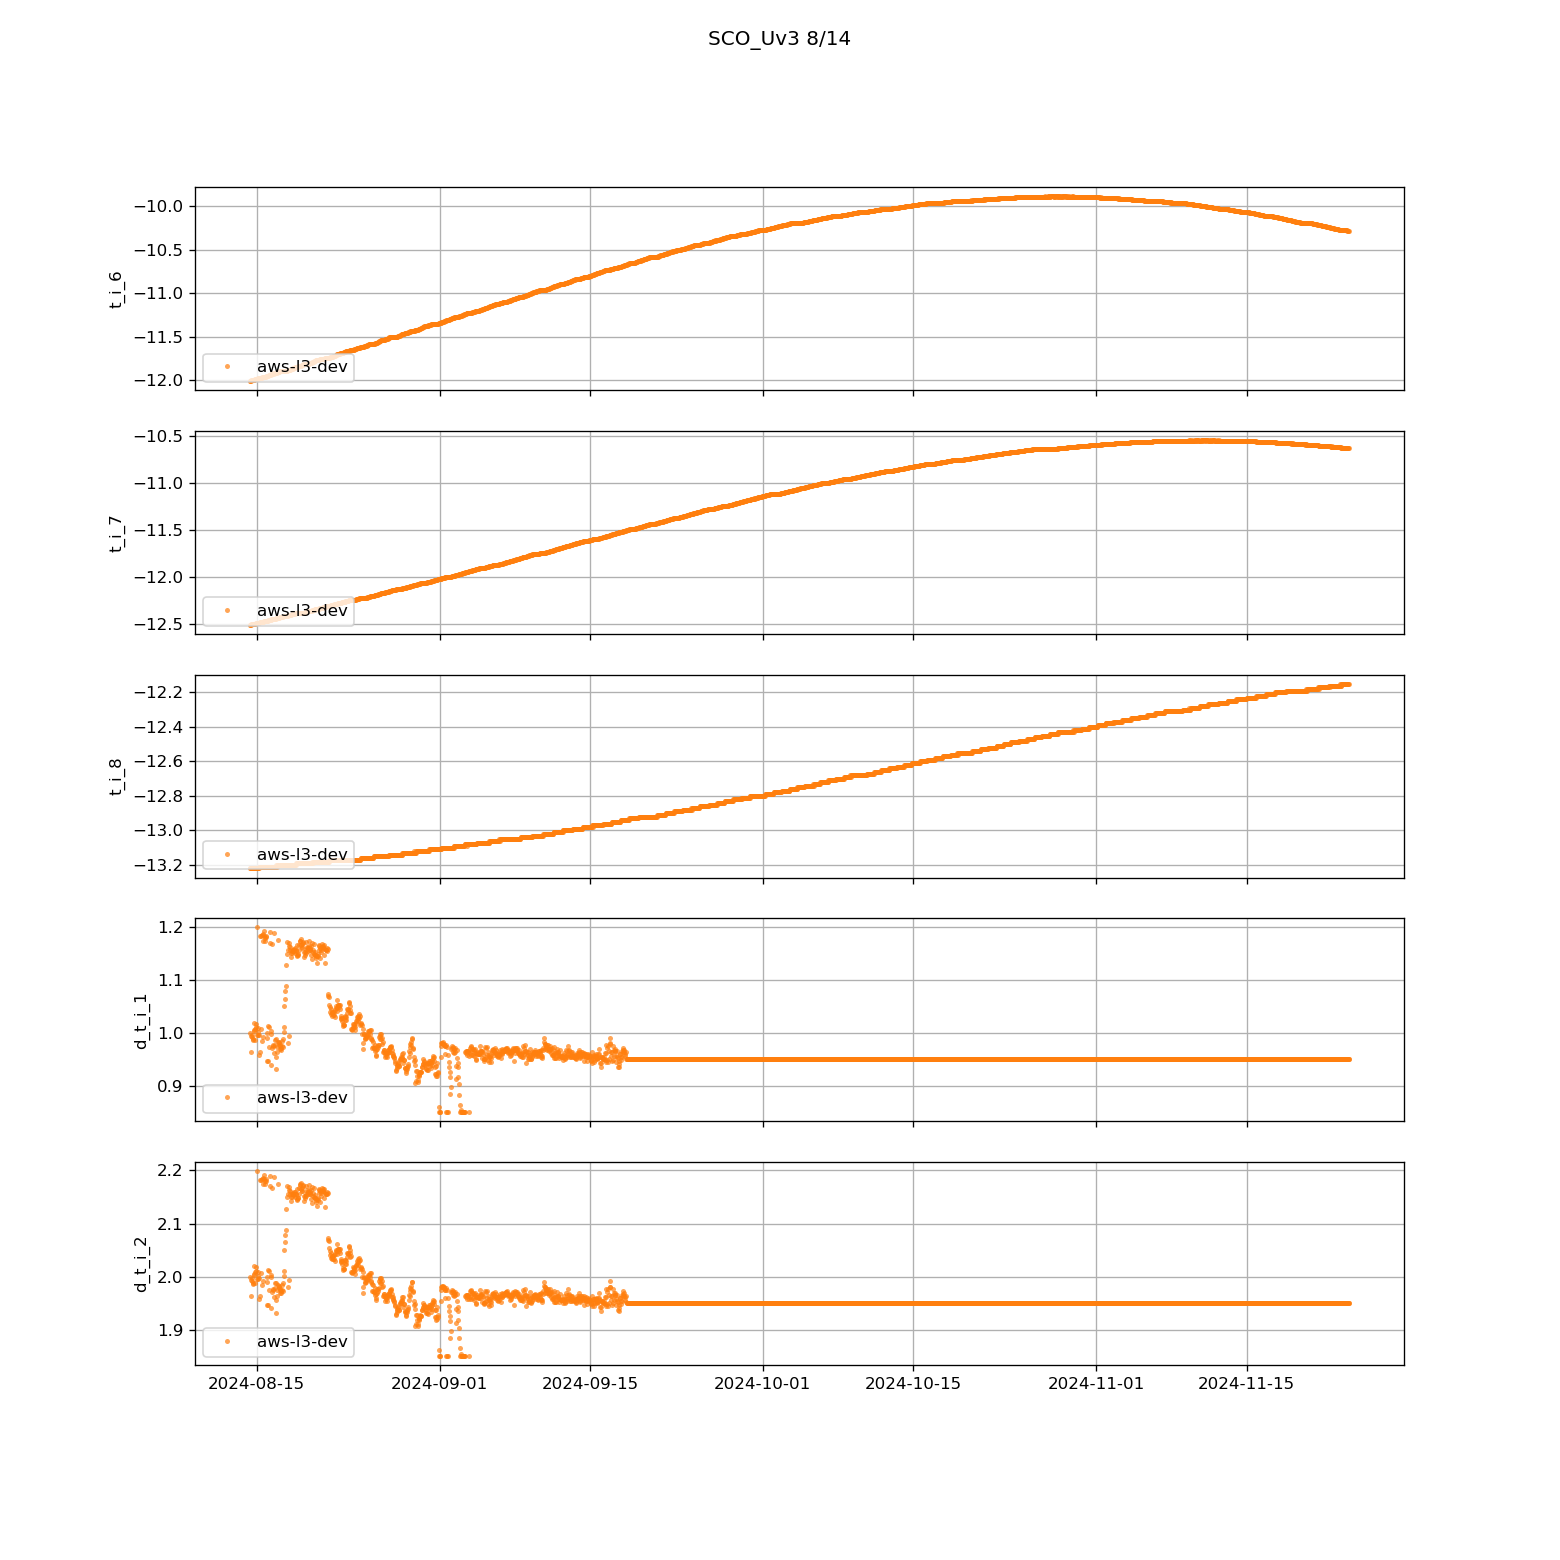 SCO_Uv3 8/14
−10.0
−10.5
−11.0
−11.5
−12.0
t_i_6
aws-l3-dev
−10.5
−11.0
−11.5
−12.0
−12.5
t_i_7
aws-l3-dev
−12.2
−12.4
−12.6
−12.8
−13.0
−13.2
t_i_8
aws-l3-dev
1.2
1.1
1.0
0.9
d_t_i_1
aws-l3-dev
2.2
2.1
2.0
1.9
d_t_i_2
aws-l3-dev
2024-08-15 2024-09-01 2024-09-15 2024-10-01 2024-10-15 2024-11-01 2024-11-15